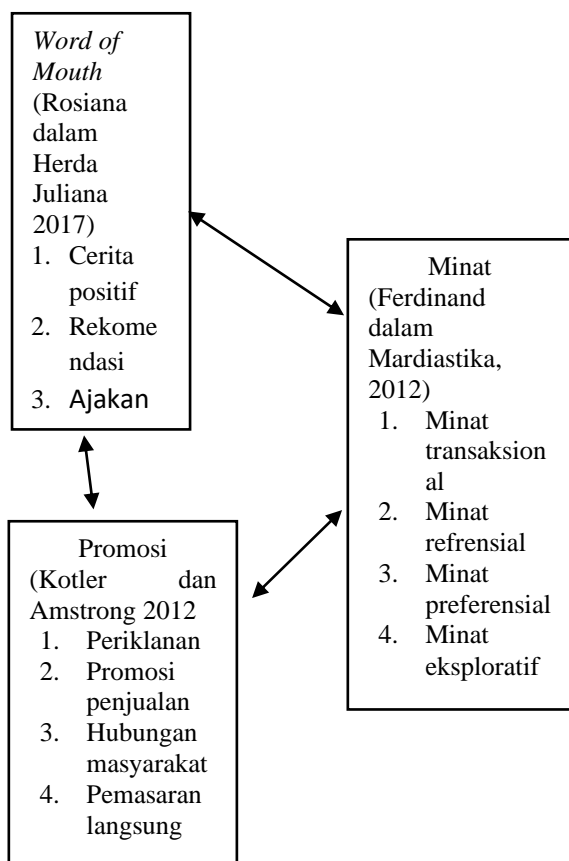 Word of
Mouth
(Rosiana
dalam
Herda
Juliana
2017)
1. Cerita
positif
2. Rekome
ndasi
3. Ajakan
Minat
(Ferdinand
dalam
Mardiastika,
2012)
1. Minat
transaksion
al
2. Minat
refrensial
3. Minat
preferensial
4. Minat
eksploratif
Promosi
(Kotler dan
Amstrong 2012
1. Periklanan
2. Promosi
penjualan
3. Hubungan
masyarakat
4. Pemasaran
langsung